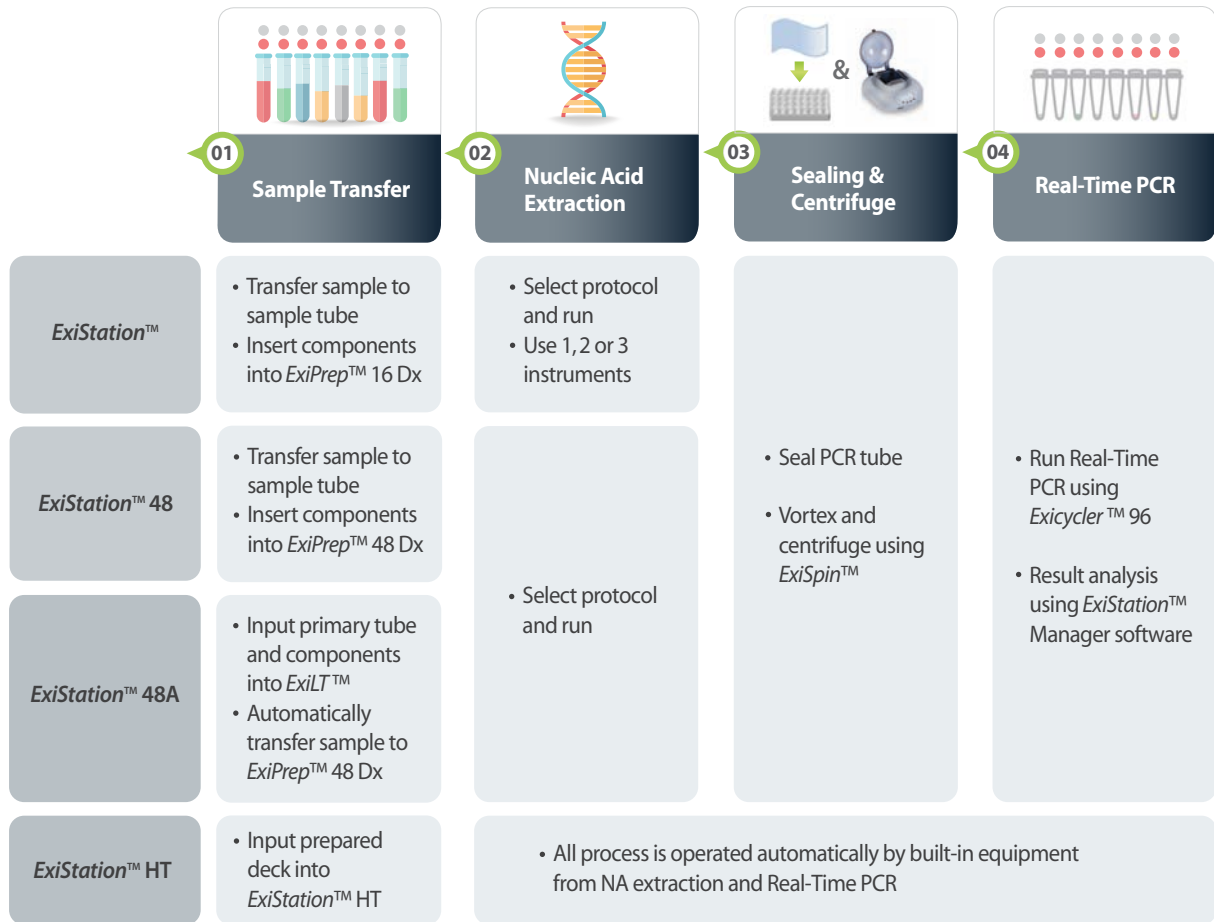 &
01
Sample Transfer
02
Nucleic Acid
Extraction
03
Sealing &
Centrifuge
04
Real-Time PCR
ExiStation™
• Transfer sample to
sample tube
• Insert components
into ExiPrep™ 16 Dx
• Select protocol
and run
• Use 1, 2 or 3
instruments
ExiStation™ 48
• Transfer sample to
sample tube
• Insert components
into ExiPrep™ 48 Dx
ExiStation™ 48A
• Input primary tube
and components
into ExiLT™
• Automatically
transfer sample to
ExiPrep™ 48 Dx
• Select protocol
and run
• Seal PCR tube
• Vortex and
centrifuge using
ExiSpin™
• Run Real-Time
PCR using
Exicycler™ 96
• Result analysis
using ExiStation™
Manager software
ExiStation™ HT
• Input prepared
deck into
ExiStation™ HT
• All process is operated automatically by built-in equipment
from NA extraction and Real-Time PCR